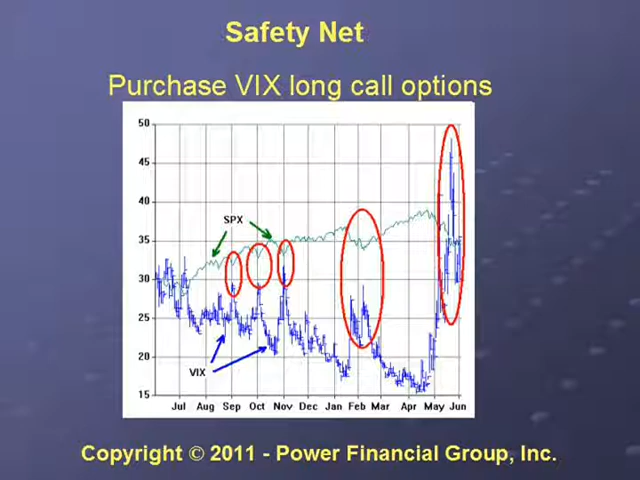 Safety Net
Purchase VIX long call options
50
45
40
35
30
25
20
15
SPX
VIX
Jul Aug Sep Oct Nov Dec Jan Feb Mar Apr May Jun
Copyright © 2011 - Power Financial Group, Inc.